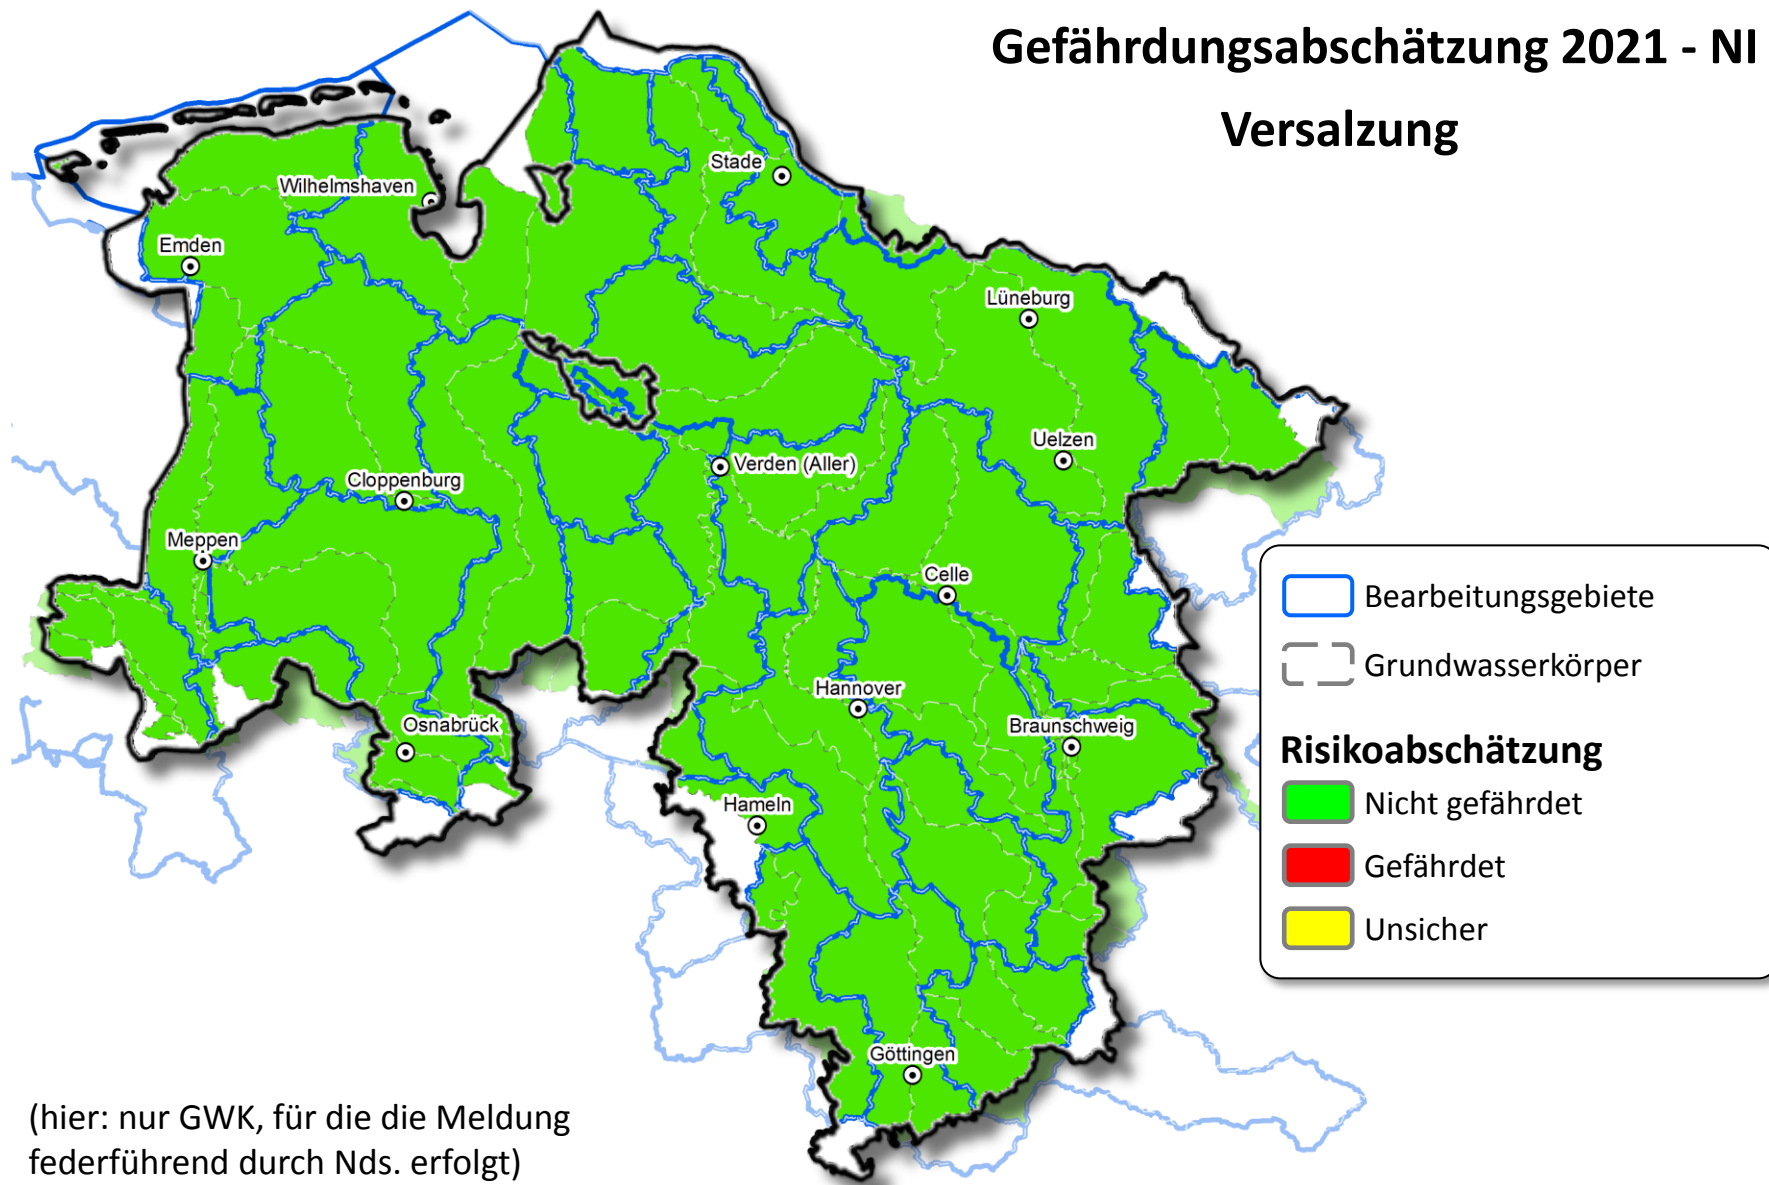 Gefährdungsabschätzung 2021 - NI
Versalzung
Stade
Wilhelmshaven
Emden
Lüneburg
Uelzen
Verden (Aller)
Cloppenburg
Meppen
Celle
Hannover
Osnabrück
Braunschweig
Hameln
Göttingen
Bearbeitungsgebiete
Grundwasserkörper
Risikoabschätzung
Nicht gefährdet
Gefährdet
Unsicher
(hier: nur GWK, für die die Meldung
federführend durch Nds. erfolgt)